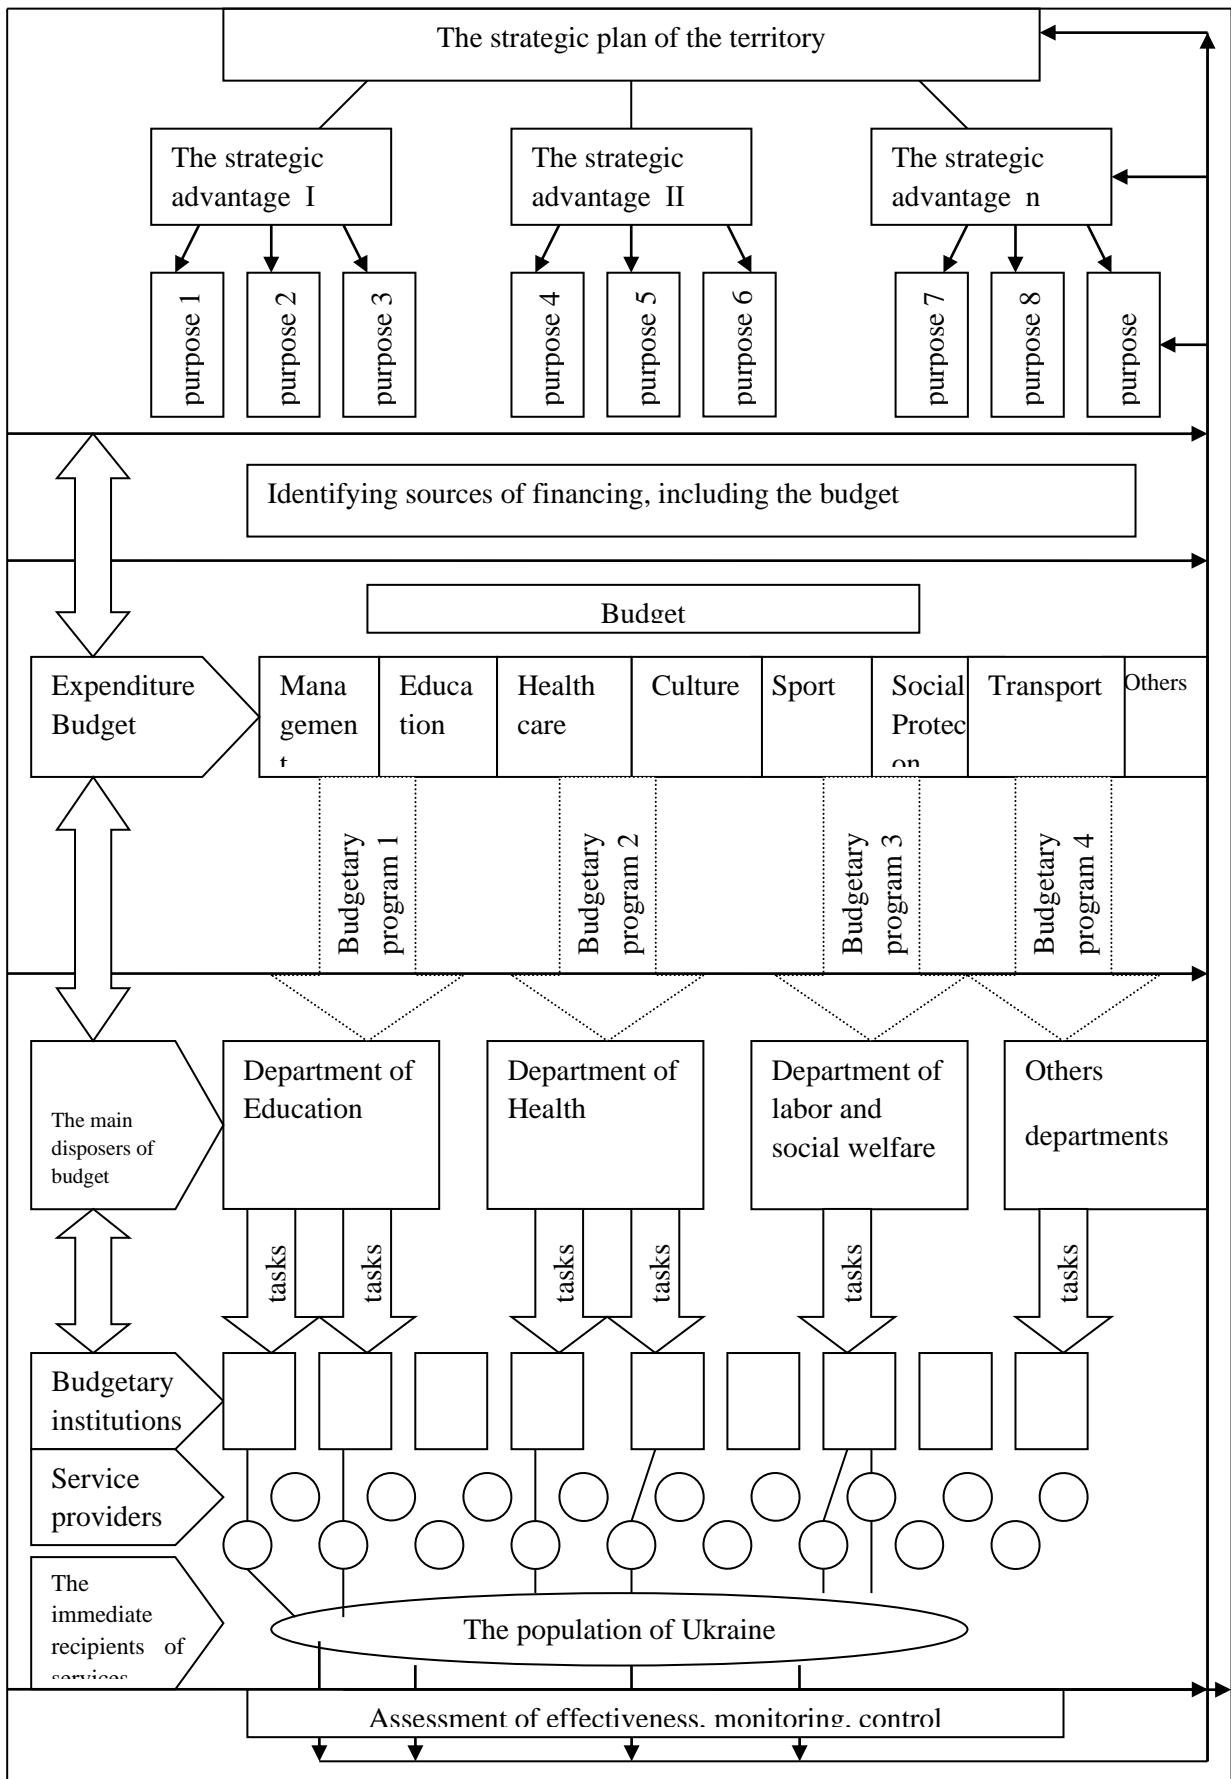 The strategic plan of the territory
The strategic
advantage I
The strategic
advantage II
The strategic
advantage n
purpose 1
purpose 2
purpose 3
purpose 4
purpose 5
purpose 6
purpose 7
purpose 8
purpose
Identifying sources of financing, including the budget
Budget
Expenditure
Budget
Mana
gemen
t
Educa
tion
Health
care
Culture
Sport
Social
Protec
on
Transport
Others
Budgetary
program 1
Budgetary
program 2
Budgetary
program 3
Budgetary
program 4
The main
disposers of
budget
Department of
Education
Department of
Health
Department of
labor and
social welfare
Others
departments
tasks
tasks
tasks
tasks
tasks
tasks
Budgetary
institutions
Service
providers
The
immediate
recipients of
services
The population of Ukraine
Assessment of effectiveness, monitoring, control